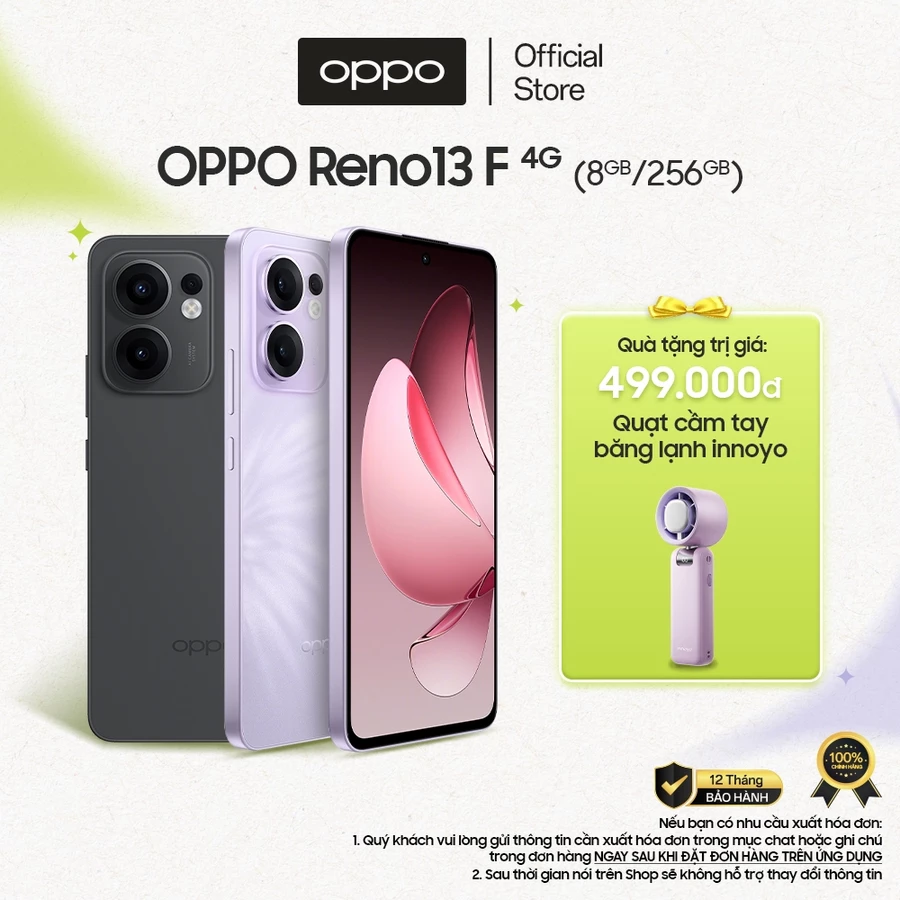 oppo
Official
Store
OPPO Reno13 F 4G (8GB/256GB)
Quà tặng trị giá:
499.000đ
Quạt cầm tay
băng lạnh innoyo
oppo
12 Tháng
BẢO HÀNH
100%
CHÍNH HÃNG
Nếu bạn có nhu cầu xuất hóa đơn:
1. Quý khách vui lòng gửi thông tin cần xuất hóa đơn trong mục chat hoặc ghi chú
trong đơn hàng NGAY SAU KHI ĐẶT ĐƠN HÀNG TRÊN ỨNG DỤNG
2. Sau thời gian nói trên Shop sẽ không hỗ trợ thay đổi thông tin